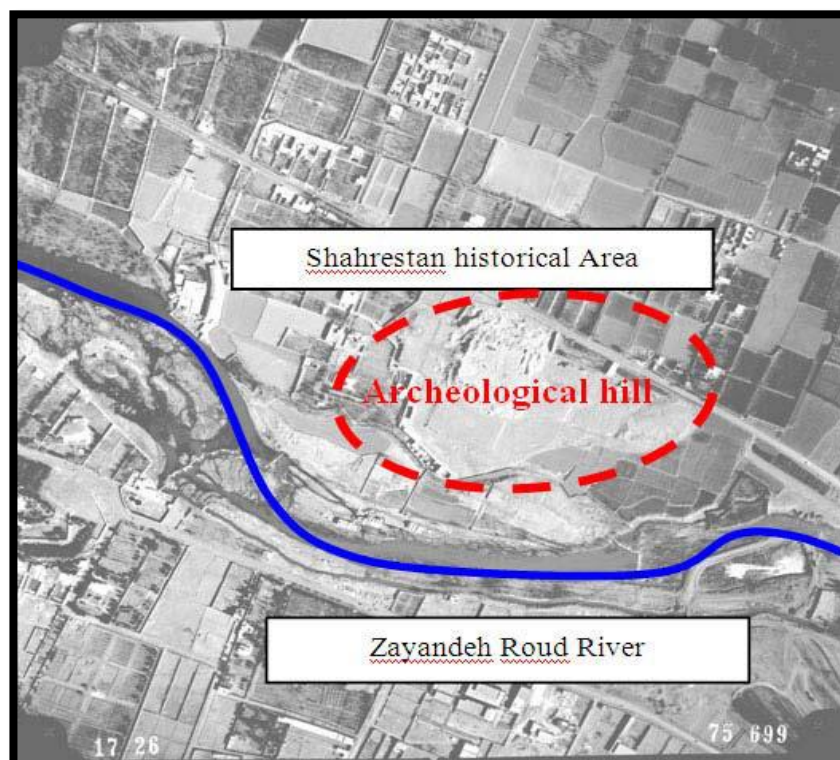 Shahrestan historical Area
Archeological hill
Zayandeh Roud River
17 26
75 699